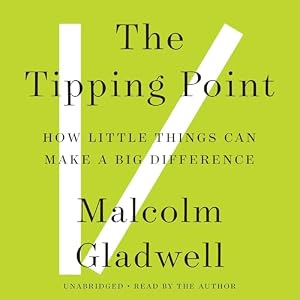 The
Tipping Point
HOW LITTLE THINGS CAN
MAKE A BIG DIFFERENCE
Malcolm
Gladwell
UNABRIDGED • READ BY THE AUTHOR